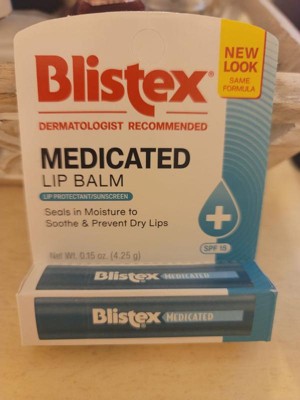 NEW
LOOK
SAME
FORMULA
Blistex®
DERMATOLOGIST RECOMMENDED
MEDICATED
LIP BALM
LIP PROTECTANT/SUNSCREEN
Seals in Moisture to
Soothe & Prevent Dry Lips
SPF 15
Net Wt. 0.15 oz. (4.25 g)
Blistex® MEDICATED
Blistex® MEDICATED